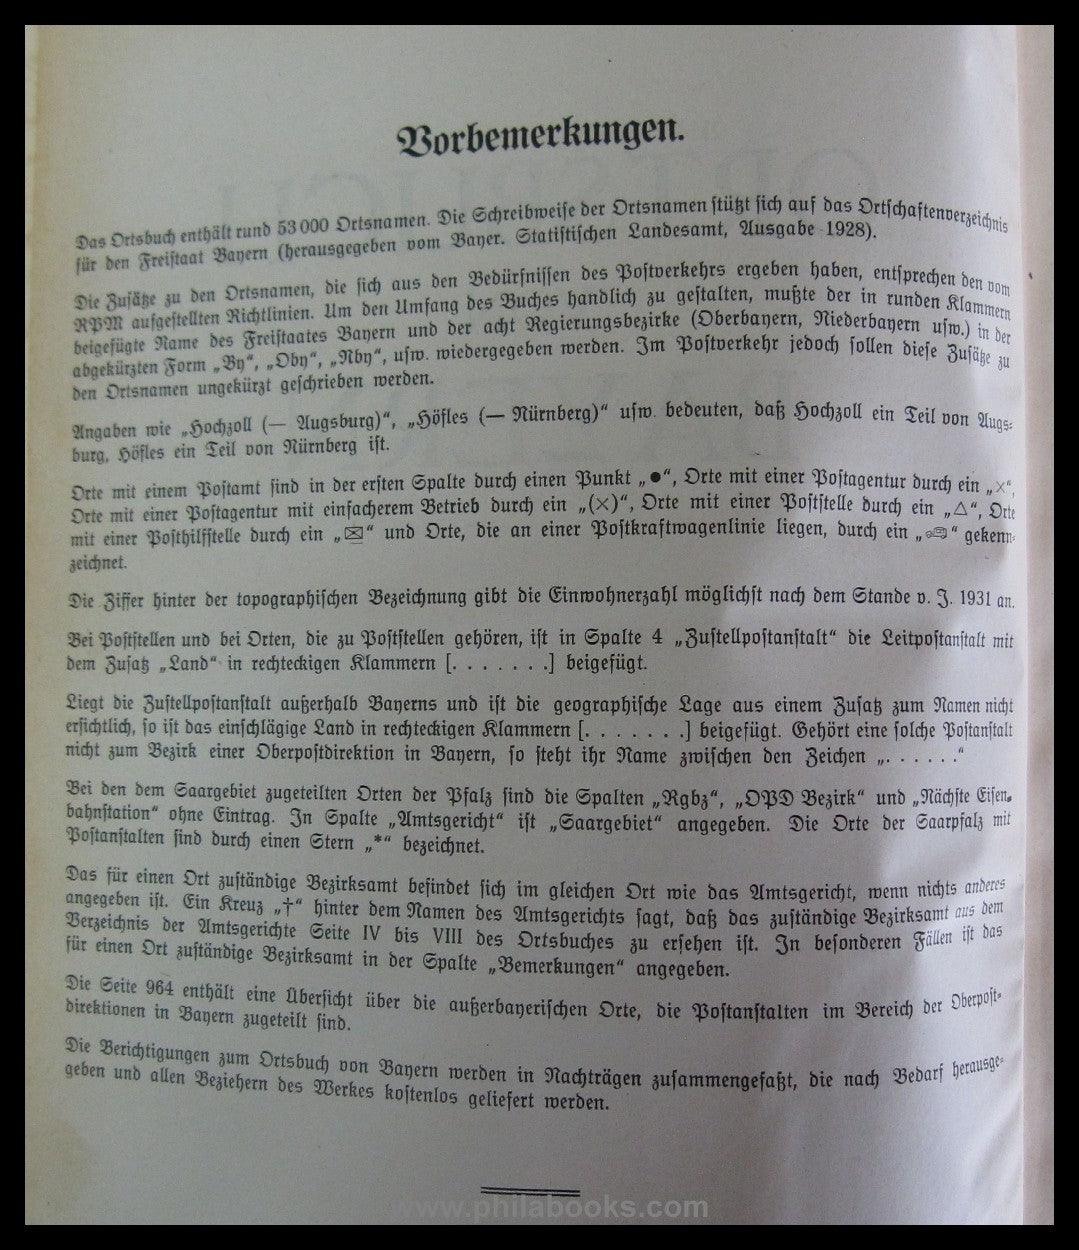 Vorbemerkungen.
Das Ortsbuch enthält rund 53 000 Ortsnamen. Die Schreibweise der Ortsnamen stützt sich auf das Ortschaftenverzeichnis
für den Freistaat Bayern (herausgegeben vom Bayer. Statistischen Landesamt, Ausgabe 1928).
Die Zusätze zu den Ortsnamen, die sich aus den Bedürfnissen des Postverkehrs ergeben haben, entsprechen den vom
RPM aufgestellten Richtlinien. Um den Umfang des Buches handlich zu gestalten, mußte der in runden Klammern
beigefügte Name des Freistaates Bayern und der acht Regierungsbezirke (Oberbayern, Niederbayern usw.) in der
abgekürzten Form „By“, „Oby“, „Nby“, usw. wiedergegeben werden. Im Postverkehr jedoch sollen diese Zusätze zu
den Ortsnamen ungekürzt geschrieben werden.
Angaben wie „Hochzoll (— Augsburg)“, „Höfles (— Nürnberg)“ usw. bedeuten, daß Hochzoll ein Teil von Augs-
burg, Höfles ein Teil von Nürnberg ist.
Orte mit einem Postamt sind in der ersten Spalte durch einen Punkt „●“, Orte mit einer Postagentur durch ein „×“,
Orte mit einer Postagentur mit einfacherem Betrieb durch ein „(×)“, Orte mit einer Poststelle durch ein „△“, Orte
mit einer Posthilfstelle durch ein „✉“ und Orte, die an einer Postkraftwagenlinie liegen, durch ein „🚗“ gekenn-
zeichnet.
Die Ziffer hinter der topographischen Bezeichnung gibt die Einwohnerzahl möglichst nach dem Stande v. J. 1931 an.
Bei Poststellen und bei Orten, die zu Poststellen gehören, ist in Spalte 4 „Zustellpostanstalt“ die Leitpostanstalt mit
dem Zusatz „Land“ in rechteckigen Klammern [. . . . . . .] beigefügt.
Liegt die Zustellpostanstalt außerhalb Bayerns und ist die geographische Lage aus einem Zusatz zum Namen nicht
ersichtlich, so ist das einschlägige Land in rechteckigen Klammern [. . . . . . .] beigefügt. Gehört eine solche Postanstalt
nicht zum Bezirk einer Oberpostdirektion in Bayern, so steht ihr Name zwischen den Zeichen „. . . . . .“
Bei den dem Saargebiet zugeteilten Orten der Pfalz sind die Spalten „Rgbz“, „OPD Bezirk“ und „Nächste Eisen-
bahnstation“ ohne Eintrag. In Spalte „Amtsgericht“ ist „Saargebiet“ angegeben. Die Orte der Saarpfalz mit
Postanstalten sind durch einen Stern „*“ bezeichnet.
Das für einen Ort zuständige Bezirksamt befindet sich im gleichen Ort wie das Amtsgericht, wenn nichts anderes
angegeben ist. Ein Kreuz „†“ hinter dem Namen des Amtsgerichts sagt, daß das zuständige Bezirksamt aus dem
Verzeichnis der Amtsgerichte Seite IV bis VIII des Ortsbuches zu ersehen ist. In besonderen Fällen ist das
für einen Ort zuständige Bezirksamt in der Spalte „Bemerkungen“ angegeben.
Die Seite 964 enthält eine Übersicht über die außerbayerischen Orte, die Postanstalten im Bereich der Oberpost-
direktionen in Bayern zugeteilt sind.
Die Berichtigungen zum Ortsbuch von Bayern werden in Nachträgen zusammengefaßt, die nach Bedarf herausge-
geben und allen Beziehern des Werkes kostenlos geliefert werden.
www.philabooks.com